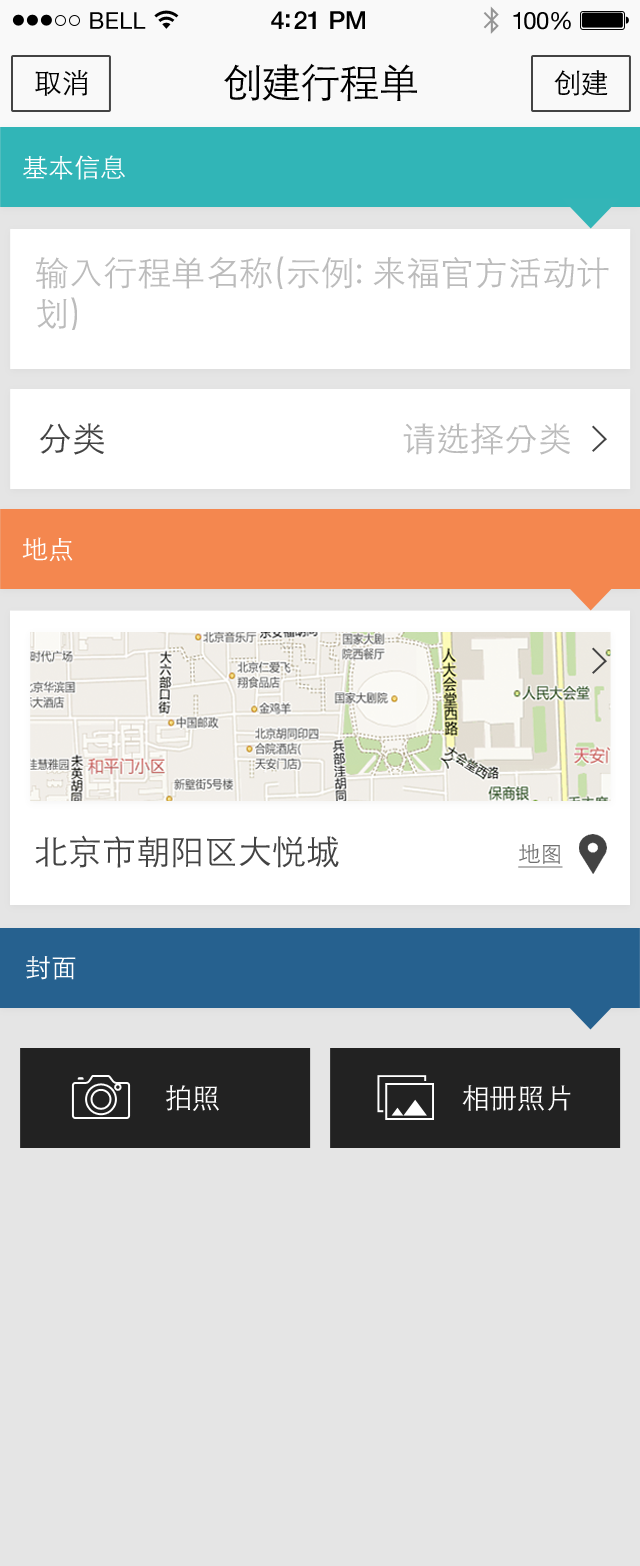 BELL 4:21 PM 100%
取消 创建行程单 创建
基本信息
输入行程单名称(示例: 来福官方活动计
划)
分类 请选择分类
地点
北京音乐厅
国家大剧
院西餐厅
时代广场
大六部口街
北京仁爱飞
翔食品店
人大会堂西路
人民大会堂
京华滨国
大酒店
国家大剧院
金鸡羊
中国邮政
北京胡同印四
合院酒店(
天安门店)
兵部洼胡同
大会堂西路
天安门
佳慧雅园
未英胡同
和平门小区
新壁街5号楼
保商银
北京市朝阳区大悦城 地图
封面
拍照 相册照片